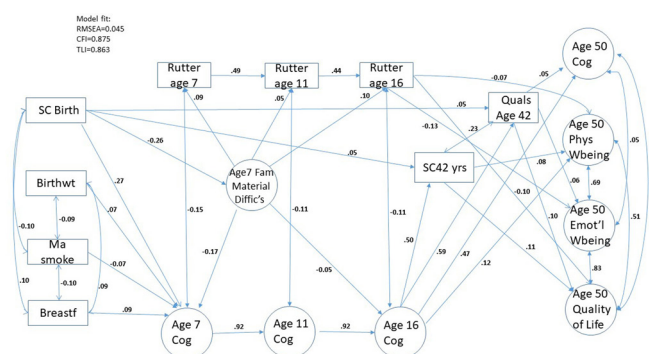 Model fit:
RMSEA=0.045
CFI=0.875
TLI=0.863
Age 50
Cog
Rutter
age 7
.49
Rutter
age 11
.44
Rutter
age 16
-0.07
.05
.09
.05
.10
Quals
Age 42
SC Birth
.05
-0.13
.23
Age 50
Phys
Wbeing
.05
-0.26
.05
SC42 yrs
.08
.06
.69
Age7 Fam
Material
Diffic's
-0.10
Birthwt
.27
.07
-0.15
-0.11
-0.11
.10
Age 50
Emot'l
Wbeing
.51
-0.10
-0.09
-0.17
.50
.59
.47
.11
Ma
smoke
-0.07
-0.05
.12
.83
.10
-0.10
.09
Age 50
Quality
of Life
Breastf
.09
Age 7
Cog
.92
Age 11
Cog
.92
Age 16
Cog